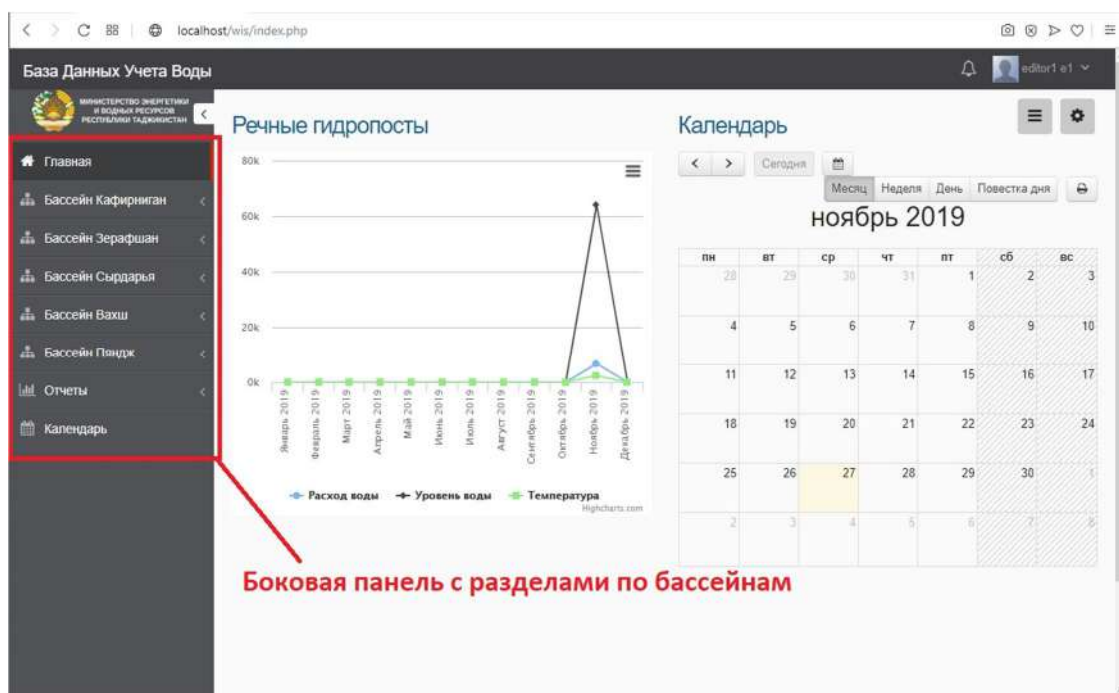 localhost/wis/index.php
База Данных Учета Воды
editor1 e1
МИНИСТЕРСТВО ЭНЕРГЕТИКИ
И ВОДНЫХ РЕСУРСОВ
РЕСПУБЛИКИ ТАДЖИКИСТАН
Главная
Бассейн Кафирниган
Бассейн Зерафшан
Бассейн Сырдарья
Бассейн Вахш
Бассейн Пяндж
Отчеты
Календарь
Речные гидропосты
80k
60k
40k
20k
0k
Январь 2019
Февраль 2019
Март 2019
Апрель 2019
Май 2019
Июнь 2019
Июль 2019
Август 2019
Сентябрь 2019
Октябрь 2019
Ноябрь 2019
Декабрь 2019
Расход воды Уровень воды Температура
Highcharts.com
Календарь
Сегодня
Месяц Неделя День Повестка дня
ноябрь 2019
пн вт ср чт пт сб вс
28 29 30 31 1 2 3
4 5 6 7 8 9 10
11 12 13 14 15 16 17
18 19 20 21 22 23 24
25 26 27 28 29 30 1
2 3 4 5 6 7 8
Боковая панель с разделами по бассейнам